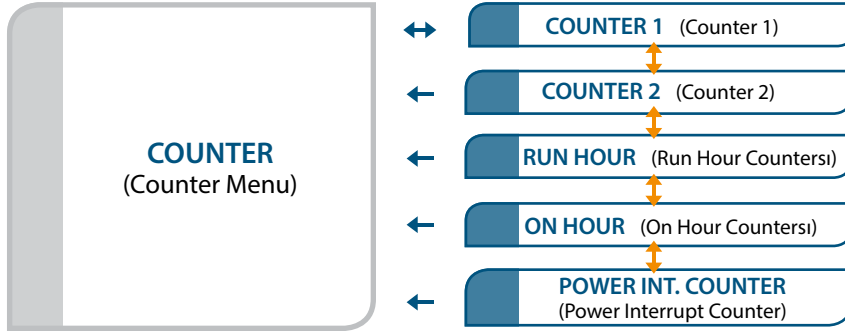 COUNTER
(Counter Menu)
COUNTER 1 (Counter 1)
COUNTER 2 (Counter 2)
RUN HOUR (Run Hour Countersı)
ON HOUR (On Hour Countersı)
POWER INT. COUNTER
(Power Interrupt Counter)